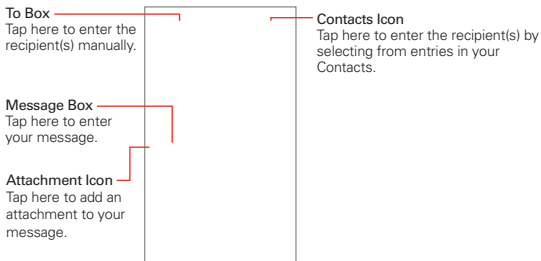 To Box
Tap here to enter the
recipient(s) manually.
Message Box
Tap here to enter
your message.
Attachment Icon
Tap here to add an
attachment to your
message.
Contacts Icon
Tap here to enter the recipient(s) by
selecting from entries in your
Contacts.